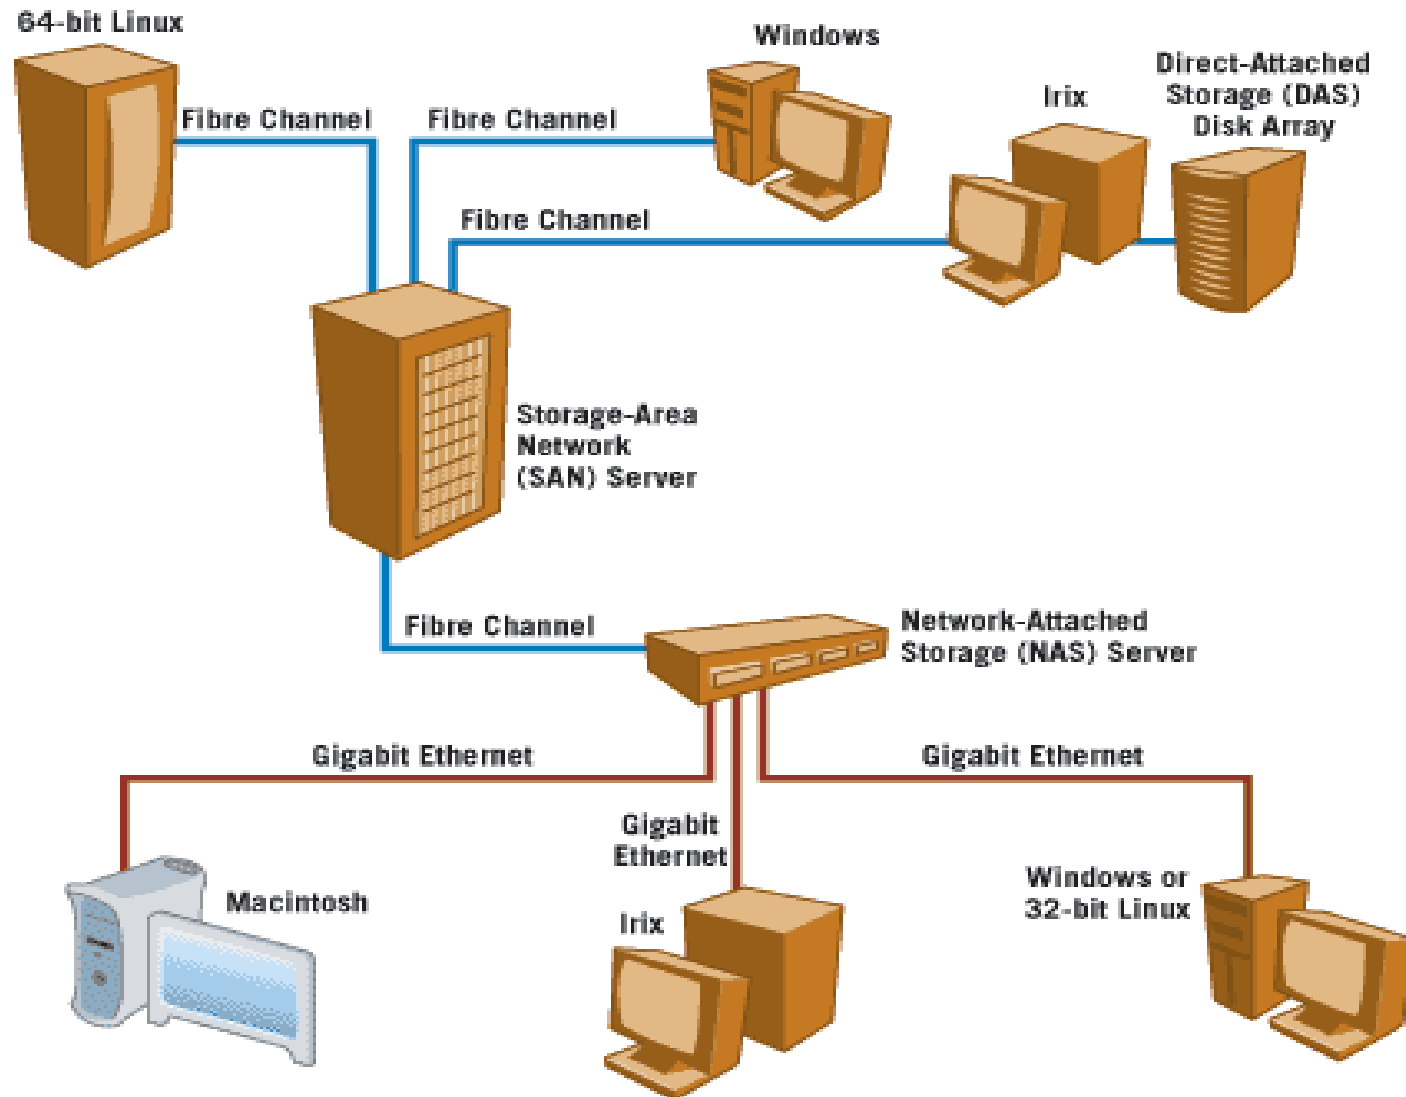 64-bit Linux
Windows
Direct-Attached
Storage (DAS)
Disk Array
Irix
Fibre Channel
Fibre Channel
Fibre Channel
Storage-Area
Network
(SAN) Server
Fibre Channel
Network-Attached
Storage (NAS) Server
Gigabit Ethernet
Gigabit Ethernet
Gigabit
Ethernet
Macintosh
Irix
Windows or
32-bit Linux